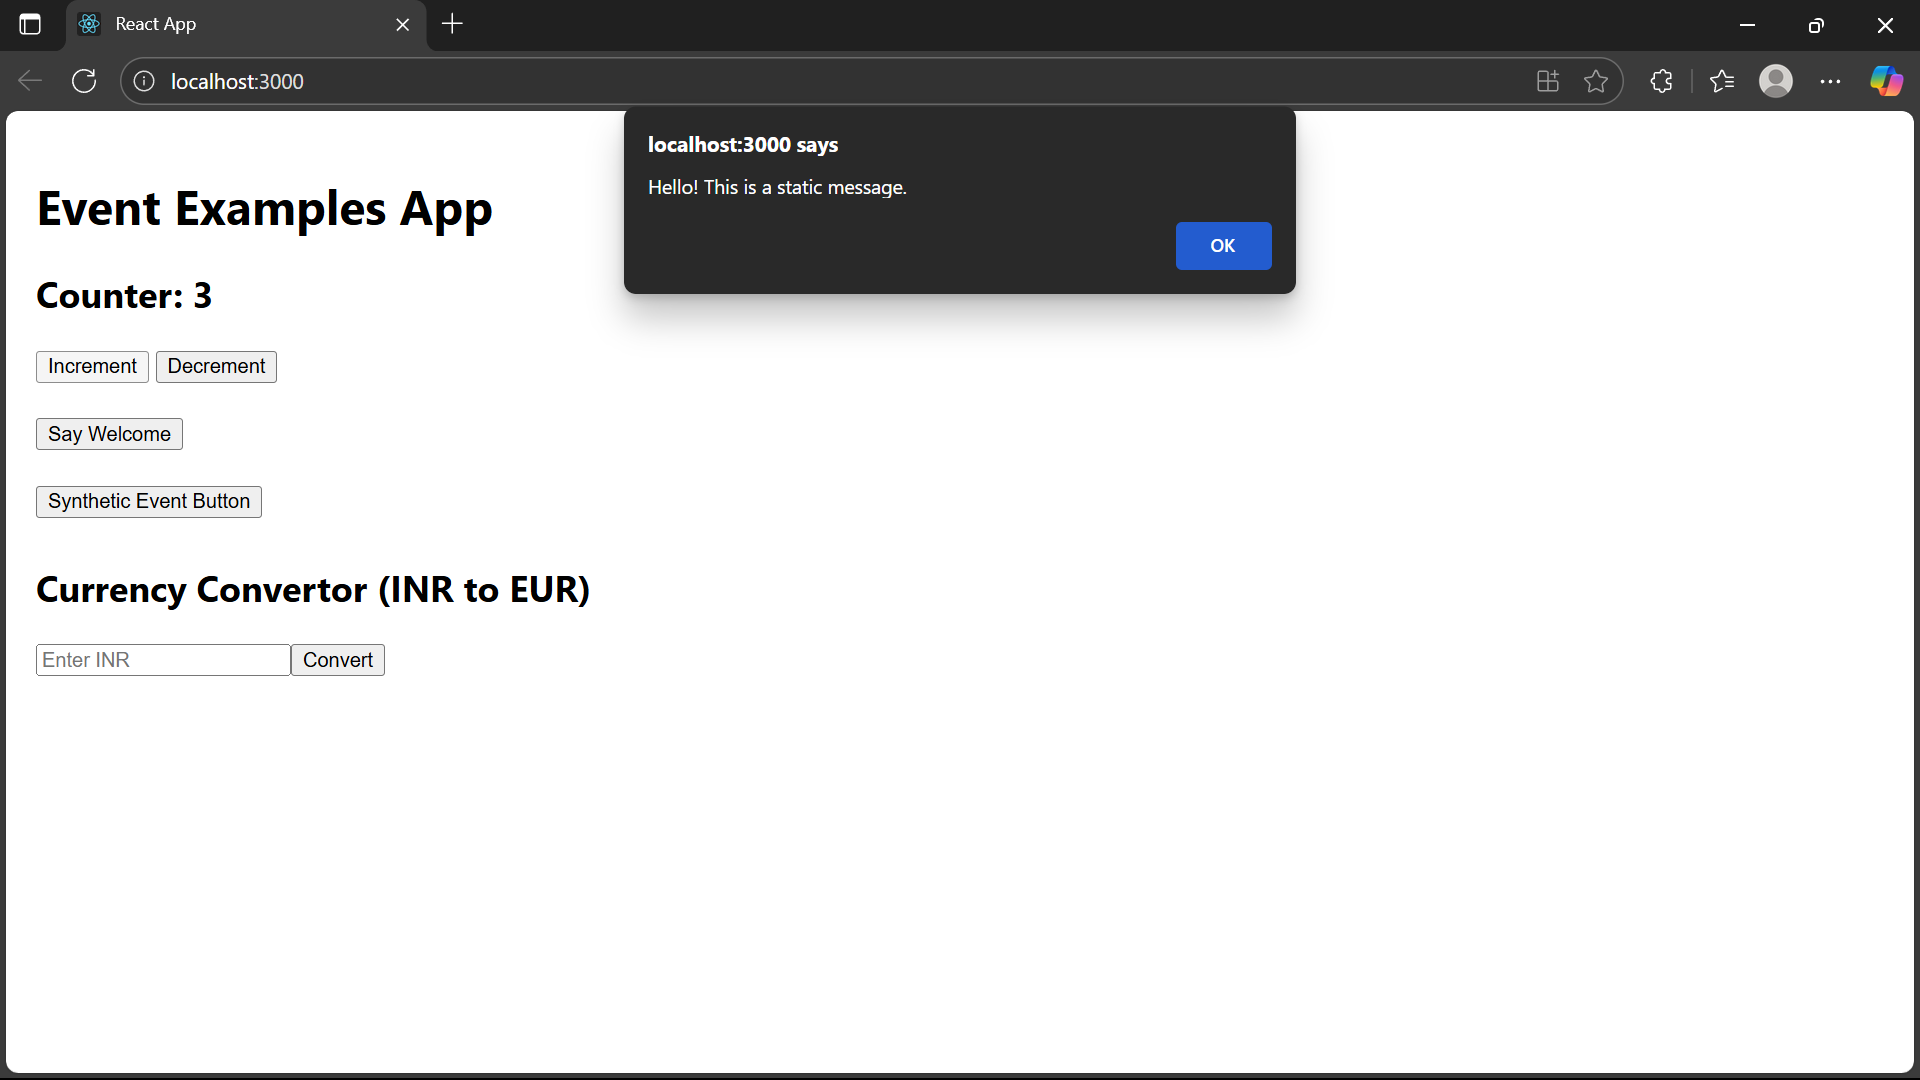 React App
localhost:3000
localhost:3000 says
Hello! This is a static message.
OK
Event Examples App
Counter: 3
Increment Decrement
Say Welcome
Synthetic Event Button
Currency Convertor (INR to EUR)
Enter INR Convert